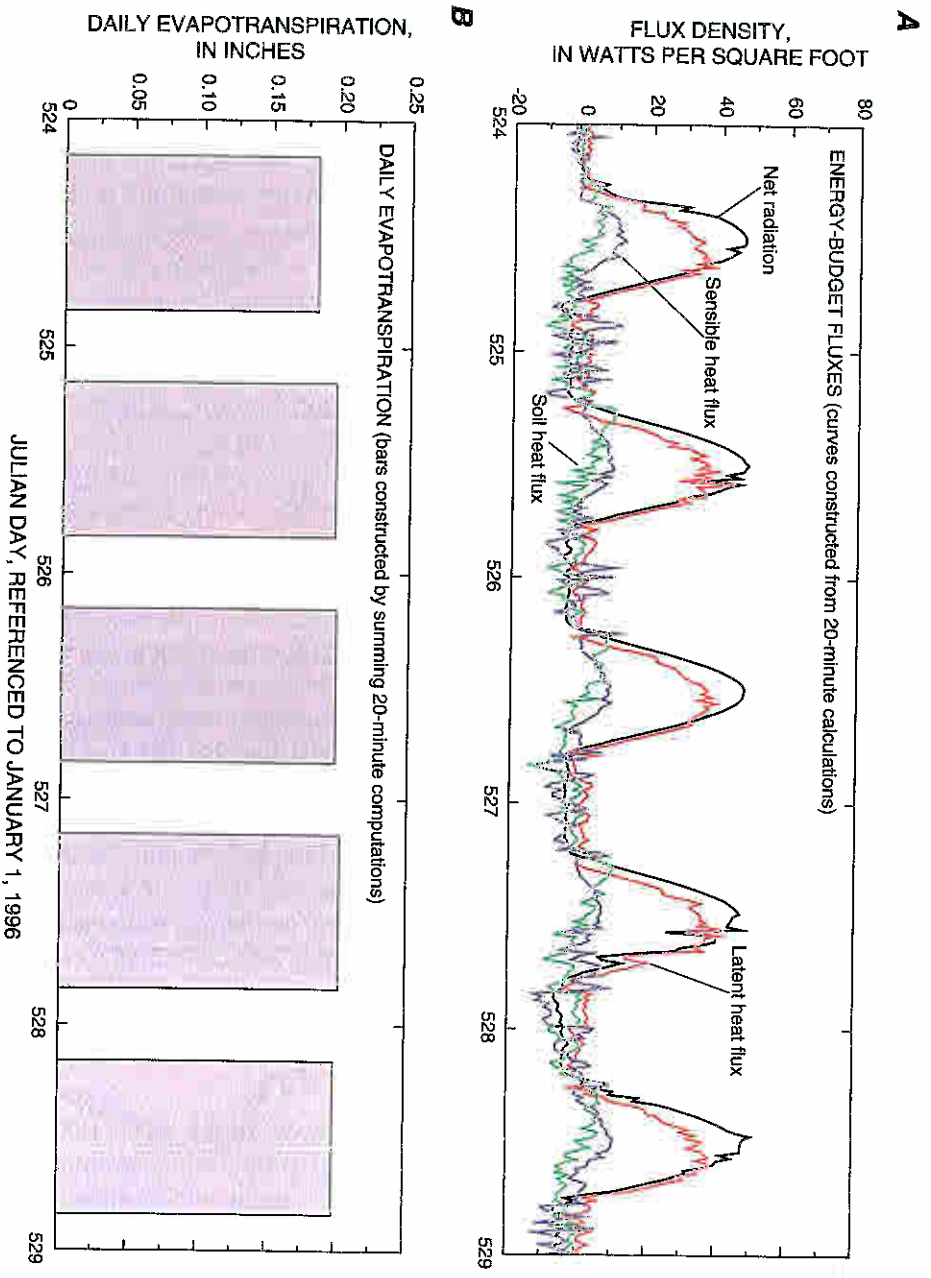 A
ENERGY-BUDGET FLUXES (curves constructed from 20-minute calculations)
FLUX DENSITY,
IN WATTS PER SQUARE FOOT
80
60
40
20
0
-20
Net radiation
Sensible heat flux
Soil heat flux
Latent heat flux
524
525
526
527
528
529
B
DAILY EVAPOTRANSPIRATION (bars constructed by summing 20-minute computations)
DAILY EVAPOTRANSPIRATION,
IN INCHES
0.25
0.20
0.15
0.10
0.05
0
524
525
526
527
528
529
JULIAN DAY, REFERENCED TO JANUARY 1, 1996